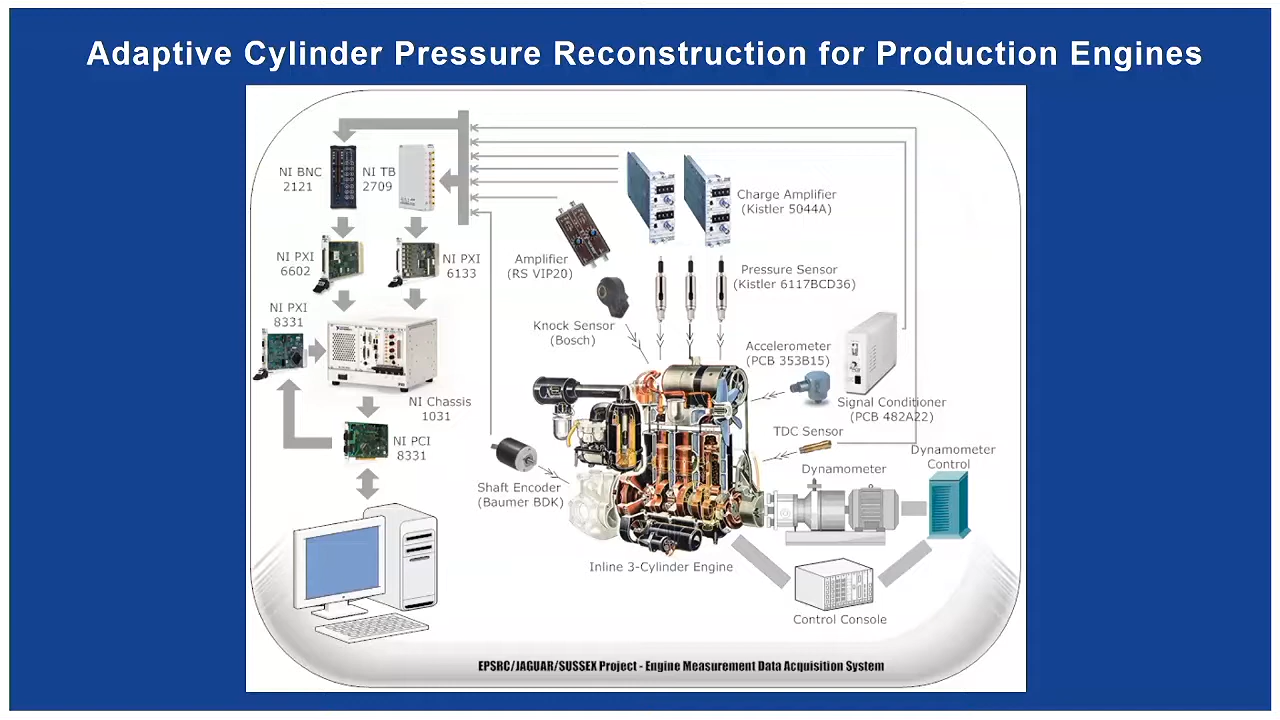 Adaptive Cylinder Pressure Reconstruction for Production Engines
NI BNC
2121
NI TB
2709
Charge Amplifier
(Kistler 5044A)
NI PXI
6602
NI PXI
6133
Amplifier
(RS VIP20)
Pressure Sensor
(Kistler 6117BCD36)
NI PXI
8331
Knock Sensor
(Bosch)
Accelerometer
(PCB 353B15)
NI Chassis
1031
Signal Conditioner
(PCB 482A22)
NI PCI
8331
TDC Sensor
Dynamometer
Dynamometer
Control
Shaft Encoder
(Baumer BDK)
Inline 3-Cylinder Engine
Control Console
EPSRC/JAGUAR/SUSSEX Project - Engine Measurement Data Acquisition System